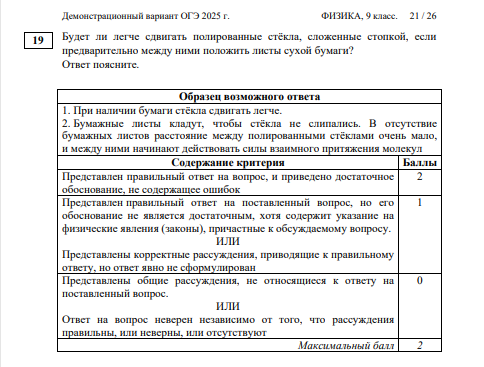 Демонстрационный вариант ОГЭ 2025 г. ФИЗИКА, 9 класс. 21 / 26
19
Будет ли легче сдвигать полированные стёкла, сложенные стопкой, если
предварительно между ними положить листы сухой бумаги?
Ответ поясните.
Образец возможного ответа
1. При наличии бумаги стёкла сдвигать легче.
2. Бумажные листы кладут, чтобы стёкла не слипались. В отсутствие
бумажных листов расстояние между полированными стёклами очень мало,
и между ними начинают действовать силы взаимного притяжения молекул
Содержание критерия Баллы
Представлен правильный ответ на вопрос, и приведено достаточное 2
обоснование, не содержащее ошибок
Представлен правильный ответ на поставленный вопрос, но его 1
обоснование не является достаточным, хотя содержит указание на
физические явления (законы), причастные к обсуждаемому вопросу.
ИЛИ
Представлены корректные рассуждения, приводящие к правильному
ответу, но ответ явно не сформулирован
Представлены общие рассуждения, не относящиеся к ответу на 0
поставленный вопрос.
ИЛИ
Ответ на вопрос неверен независимо от того, что рассуждения
правильны, или неверны, или отсутствуют
Максимальный балл 2